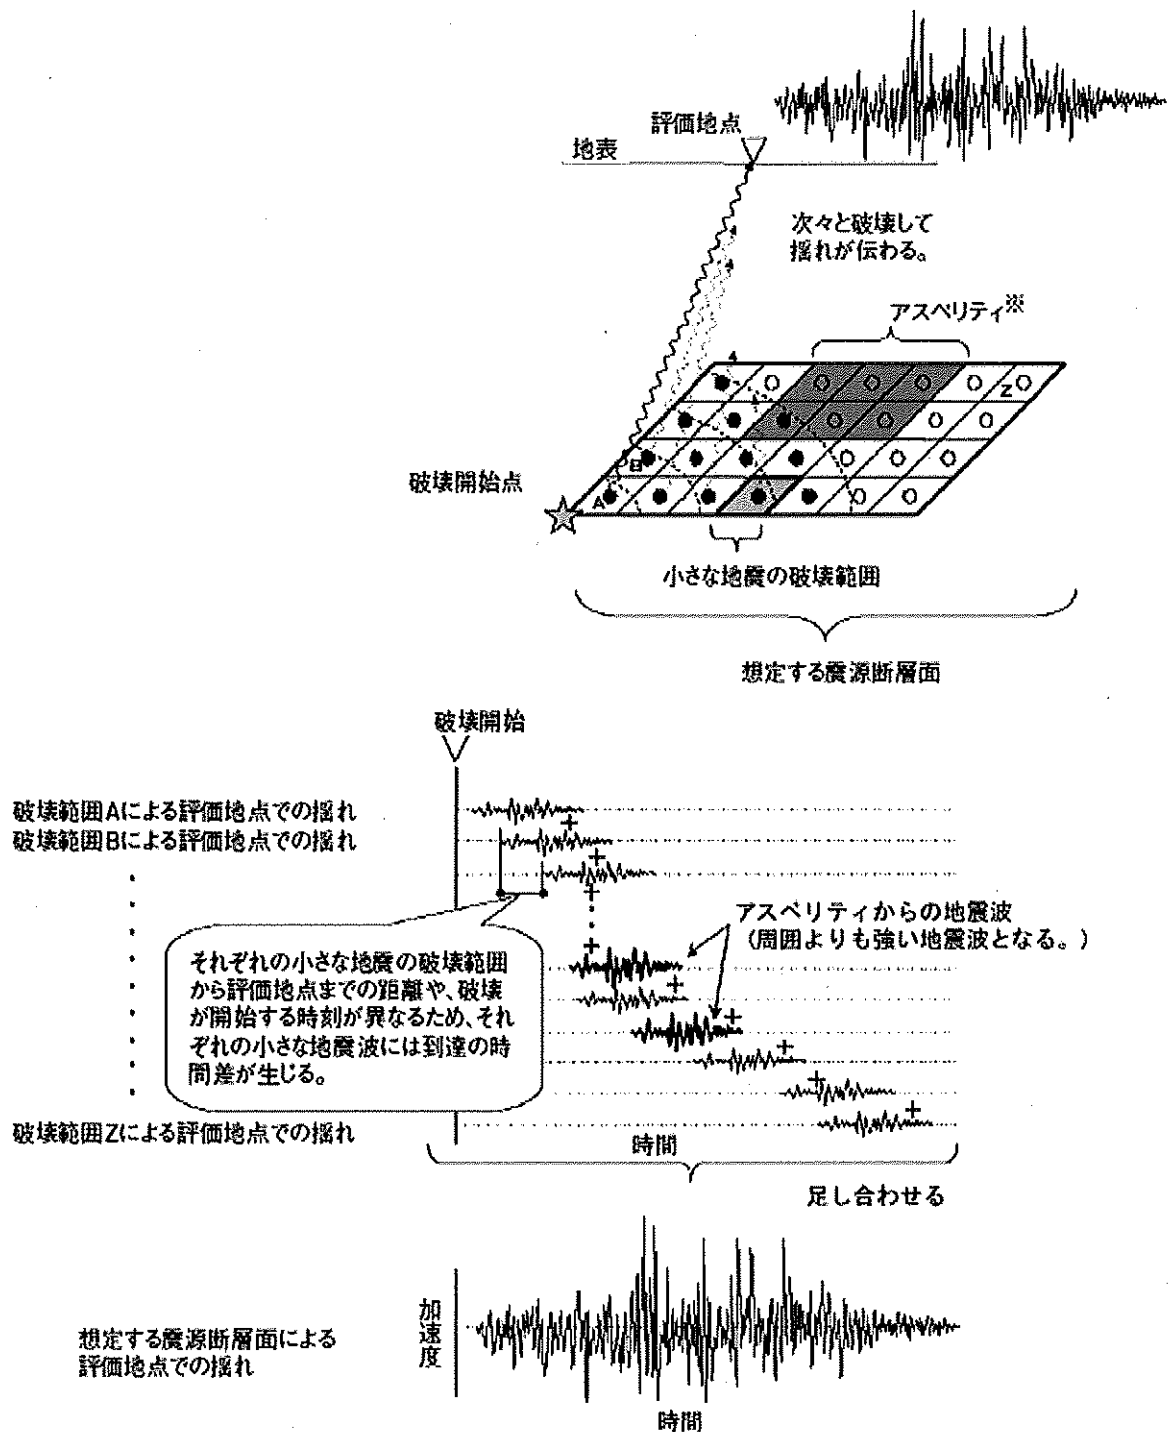 評価地点
地表
次々と破壊して
揺れが伝わる。
アスペリティ※
Z
B
破壊開始点
A
小さな地震の破壊範囲
想定する震源断層面
破壊開始
破壊範囲Aによる評価地点での揺れ
破壊範囲Bによる評価地点での揺れ
アスペリティからの地震波
(周囲よりも強い地震波となる。)
それぞれの小さな地震の破壊範囲
から評価地点までの距離や、破壊
が開始する時刻が異なるため、それ
ぞれの小さな地震波には到達の時
間差が生じる。
破壊範囲Zによる評価地点での揺れ
時間
足し合わせる
加速度
想定する震源断層面による
評価地点での揺れ
時間